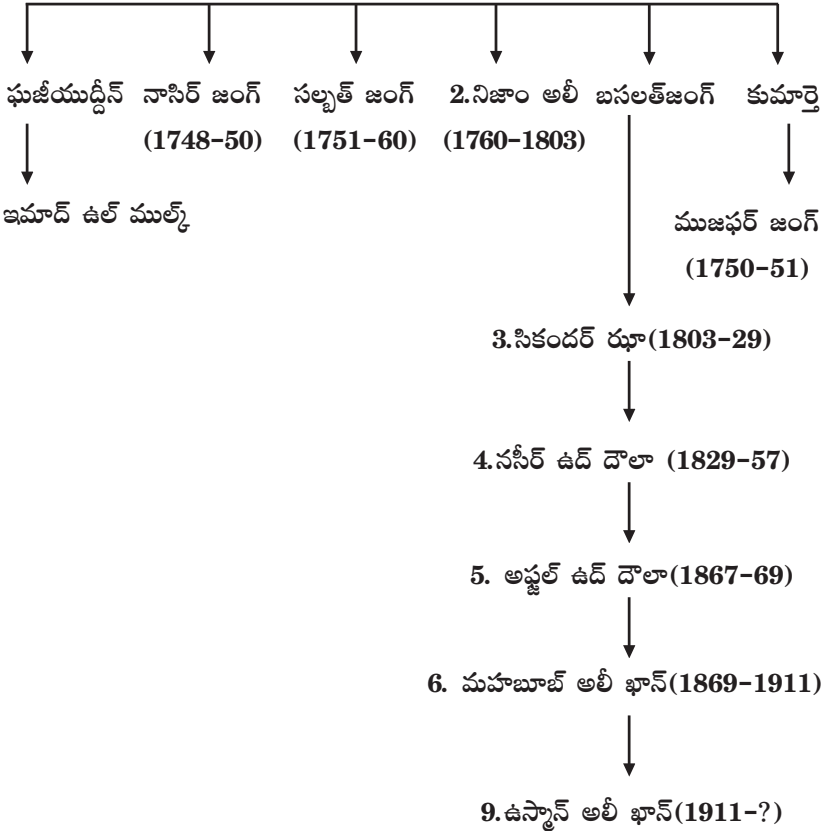 ఘజీయుద్దీన్ నాసిర్ జంగ్ సల్బత్ జంగ్ 2.నిజాం అలీ బసలత్‌జంగ్ కుమార్తె
(1748-50) (1751-60) (1760-1803)
ఇమాద్ ఉల్ ముల్క్ ముజఫర్ జంగ్
(1750-51)
3.సికందర్ ఝా(1803-29)
4.నసీర్ ఉద్ దౌలా (1829-57)
5. అఫ్జల్ ఉద్ దౌలా(1867-69)
6. మహబూబ్ అలీ ఖాన్(1869-1911)
9.ఉస్మాన్ అలీ ఖాన్(1911-?)